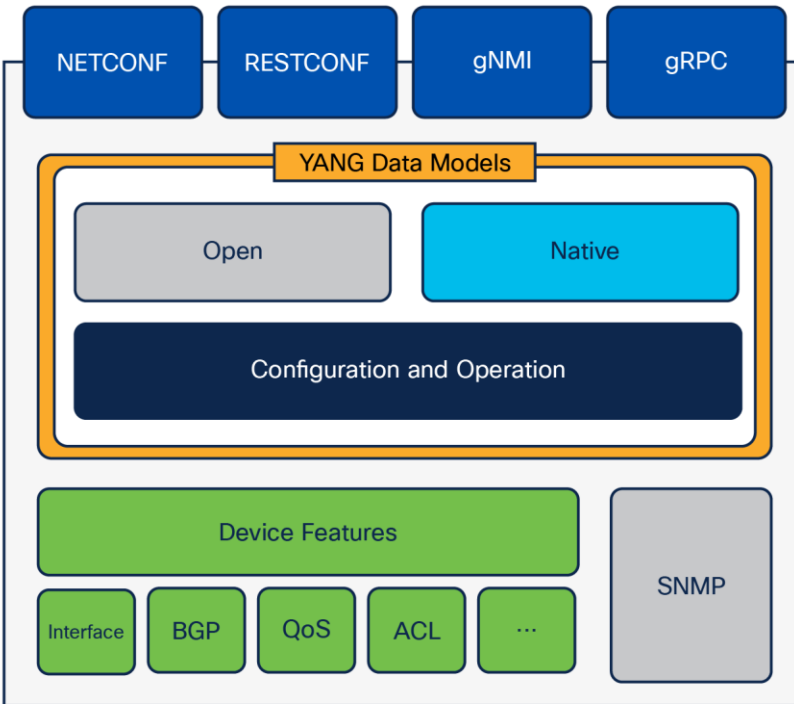 NETCONF
RESTCONF
gNMI
gRPC
YANG Data Models
Open
Native
Configuration and Operation
Device Features
SNMP
Interface
BGP
QoS
ACL
...